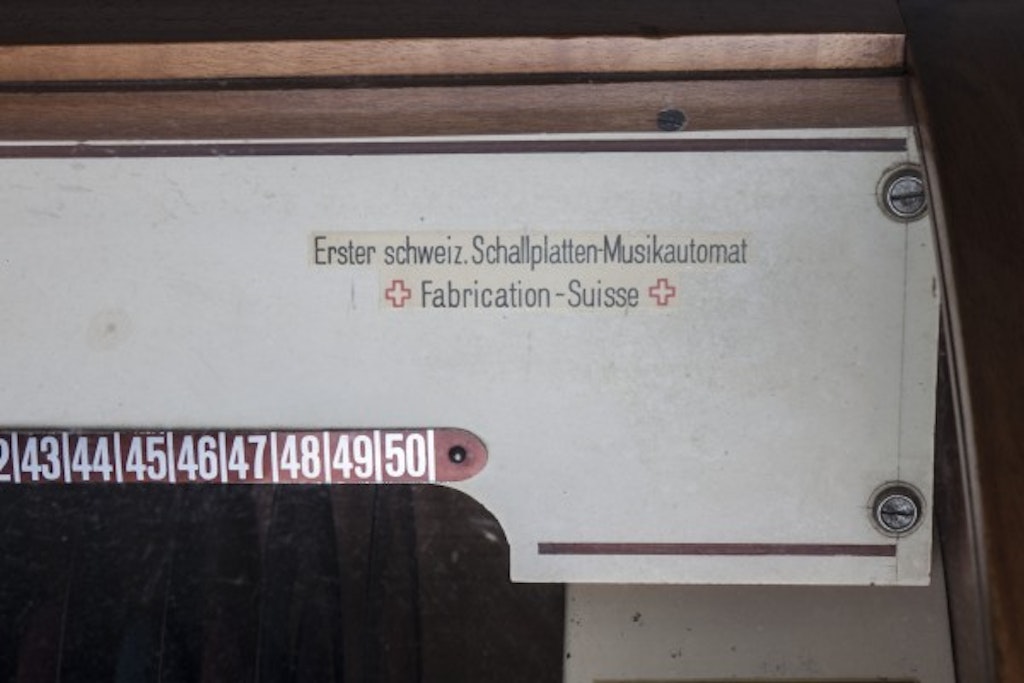 Erster schweiz. Schallplatten-Musikautomat
Fabrication-Suisse
43 44 45 46 47 48 49 50